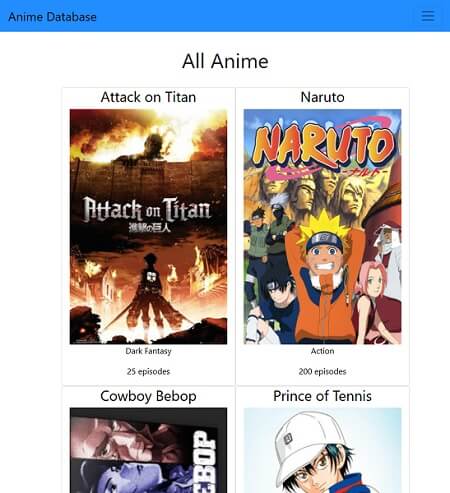 Anime Database
All Anime
Attack on Titan
Naruto
Attack on Titan
進撃の巨人
NARUTO
-ナルト-
Dark Fantasy
Action
25 episodes
200 episodes
Cowboy Bebop
Prince of Tennis
EBOP